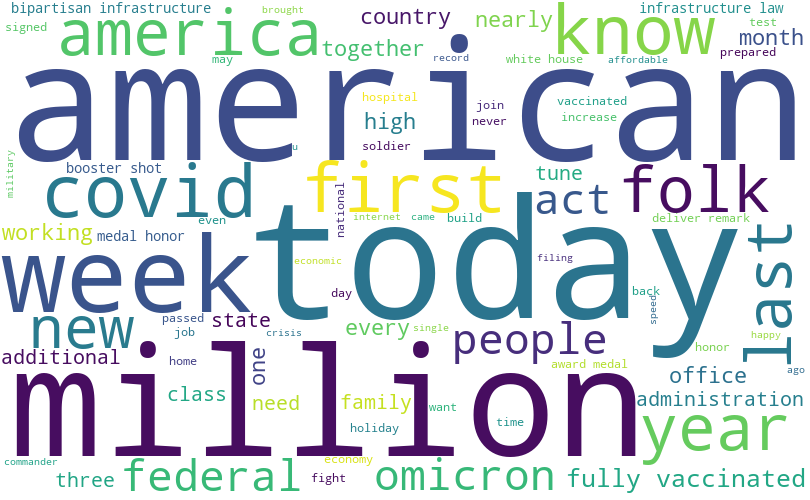 bipartisan infrastructure
brought
country
nearly
infrastructure law
signed
america
together
know
test
month
may
record
white house
affordable
prepared
american
hospital
join
vaccinated
high
never
increase
soldier
u
booster shot
military
covid
first
tune
act
folk
national
even
internet
came
build
deliver remark
working
medal honor
week
today
last
economic
filing
day
back
speed
new
passed
state
job
crisis
every
single
people
happy
honor
additional
home
one
million
award medal
office
ago
class
need
family
want
administration
holiday
time
year
commander
economy
three
federal
fight
omicron
fully vaccinated